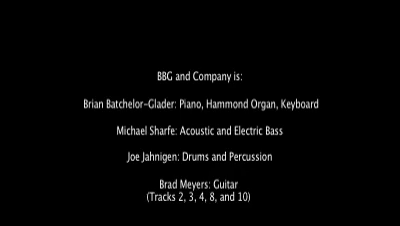 BBG and Company is:
Brian Batchelor-Glader: Piano, Hammond Organ, Keyboard
Michael Sharfe: Acoustic and Electric Bass
Joe Jahnigen: Drums and Percussion
Brad Meyers: Guitar
(Tracks 2, 3, 4, 8, and 10)